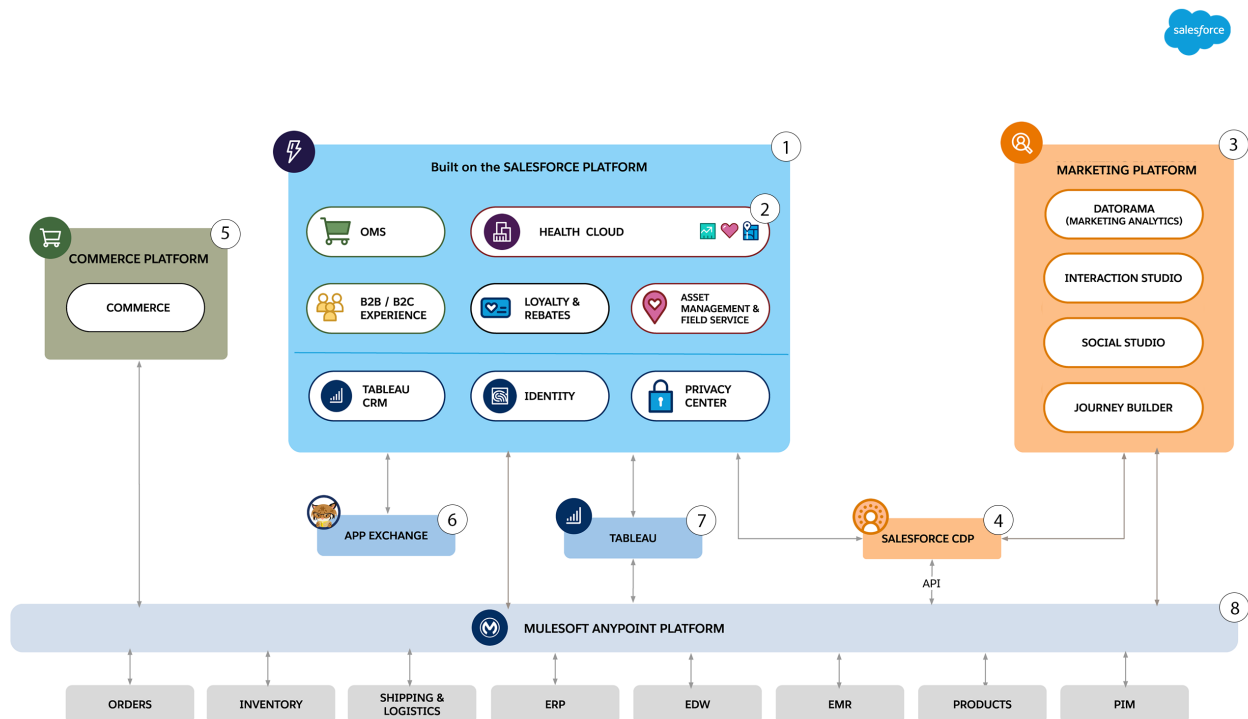 salesforce
1
Built on the SALESFORCE PLATFORM
3
MARKETING PLATFORM
2
OMS
HEALTH CLOUD
DATORAMA
(MARKETING ANALYTICS)
5
COMMERCE PLATFORM
INTERACTION STUDIO
COMMERCE
B2B / B2C
EXPERIENCE
LOYALTY &
REBATES
ASSET
MANAGEMENT &
FIELD SERVICE
SOCIAL STUDIO
TABLEAU
CRM
IDENTITY
PRIVACY
CENTER
JOURNEY BUILDER
6
APP EXCHANGE
7
TABLEAU
4
SALESFORCE CDP
API
8
MULESOFT ANYPOINT PLATFORM
ORDERS
INVENTORY
SHIPPING &
LOGISTICS
ERP
EDW
EMR
PRODUCTS
PIM